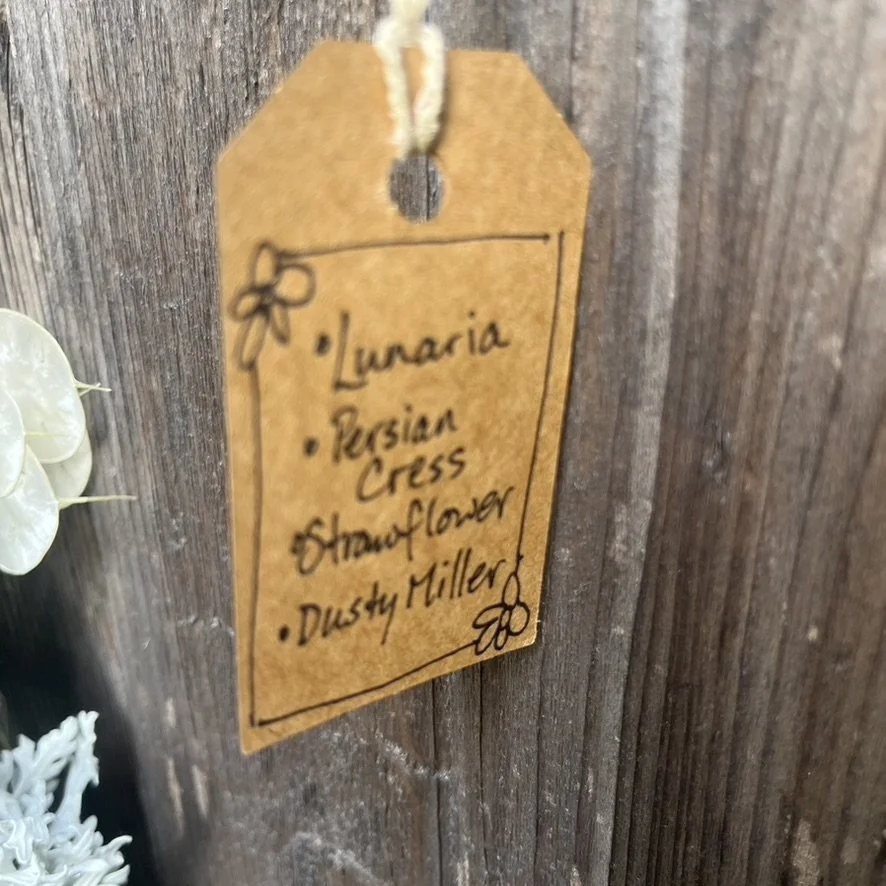 • Lunaria
• Persian
Cress
• Strawflower
• Dusty Miller